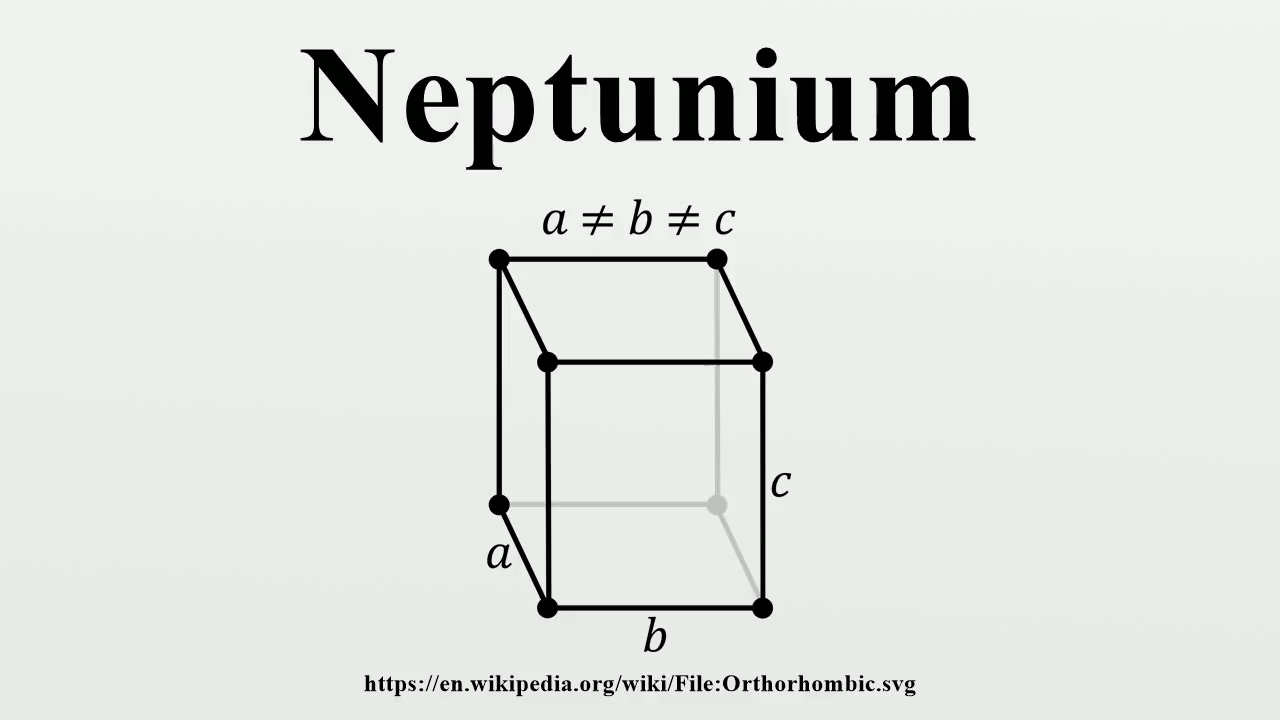 Neptunium
a ≠ b ≠ c
c
a
b
https://en.wikipedia.org/wiki/File:Orthorhombic.svg